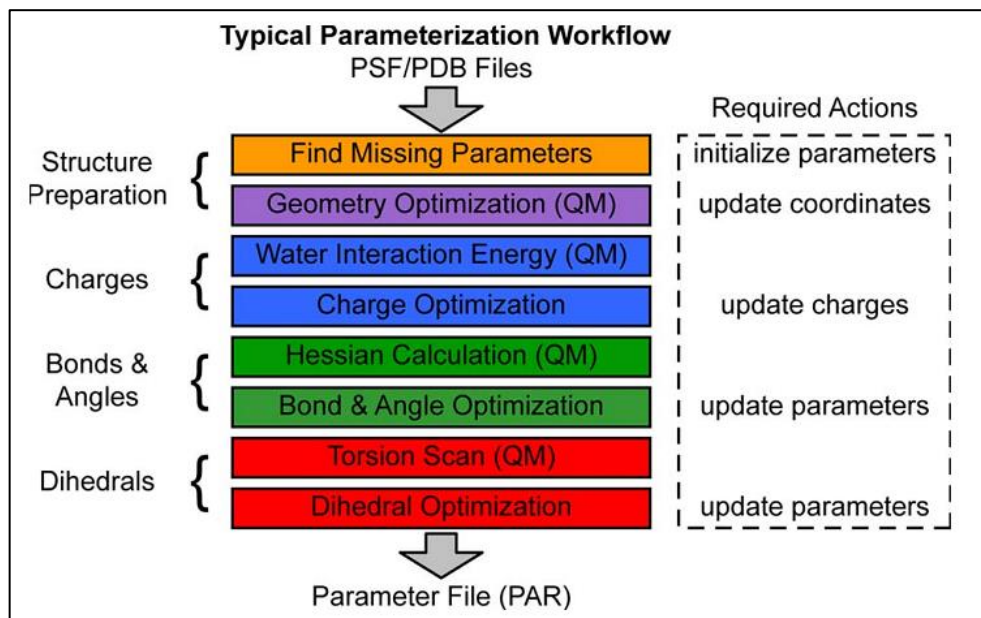 Typical Parameterization Workflow
PSF/PDB Files
Required Actions
Structure
Preparation
{
Find Missing Parameters
initialize parameters
Geometry Optimization (QM)
update coordinates
Charges
{
Water Interaction Energy (QM)
Charge Optimization
update charges
Bonds &
Angles
{
Hessian Calculation (QM)
Bond & Angle Optimization
update parameters
Dihedrals
{
Torsion Scan (QM)
Dihedral Optimization
update parameters
Parameter File (PAR)